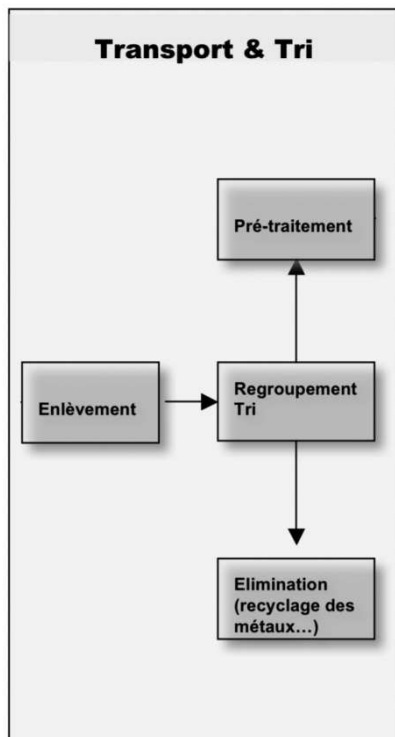 Transport & Tri
Pré-traitement
Enlèvement
Regroupement
Tri
Elimination
(recyclage des
métaux...)